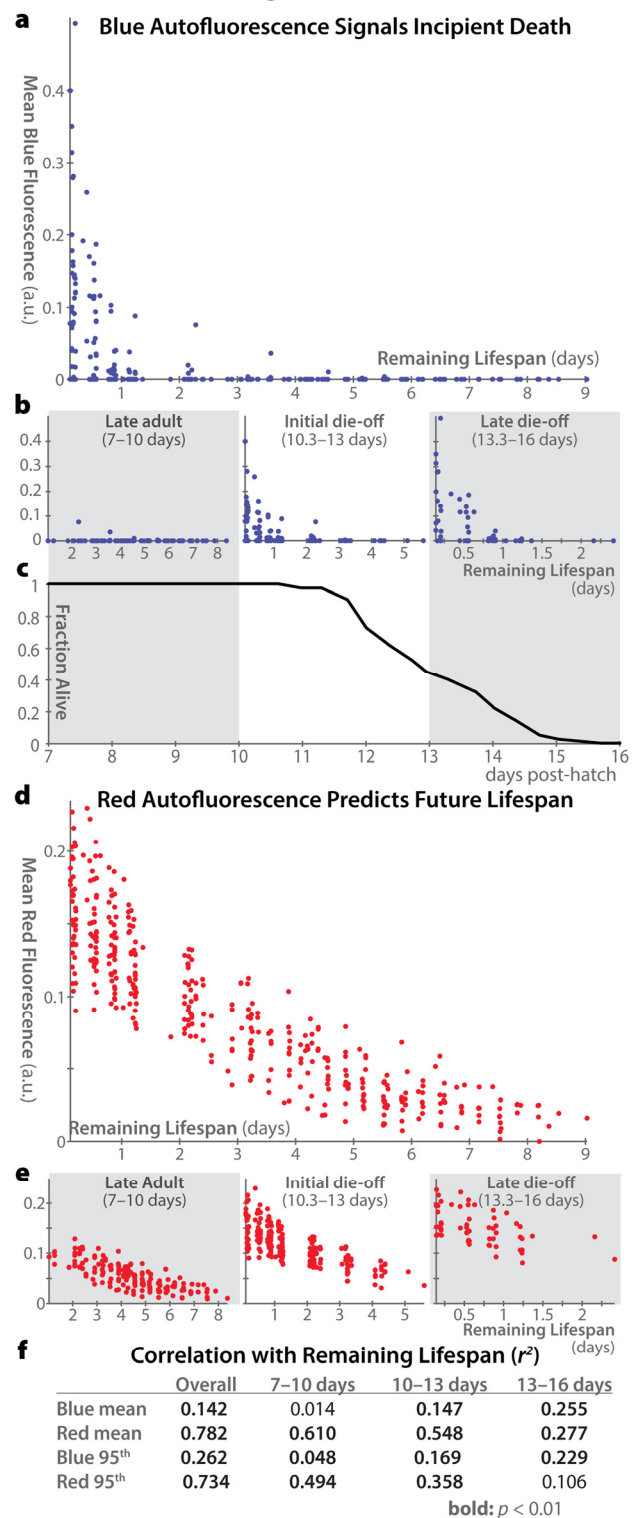 a Blue Autofluorescence Signals Incipient Death
Mean Blue Fluorescence (a.u.)
0.4
0.3
0.2
0.1
0
Remaining Lifespan (days)
1 2 3 4 5 6 7 8 9
b
Late adult
(7–10 days)
Initial die-off
(10.3–13 days)
Late die-off
(13.3–16 days)
0.4
0.3
0.2
0.1
0
2 3 4 5 6 7 8
1 2 3 4 5
0.5 1 1.5 2
Remaining Lifespan
(days)
c
Fraction Alive
1
0.8
0.6
0.4
0.2
0
7 8 9 10 11 12 13 14 15 16
days post-hatch
d Red Autofluorescence Predicts Future Lifespan
Mean Red Fluorescence (a.u.)
0.2
0.1
0
Remaining Lifespan (days)
1 2 3 4 5 6 7 8 9
e
Late Adult
(7–10 days)
Initial die-off
(10.3–13 days)
Late die-off
(13.3–16 days)
0.2
0.1
0
2 3 4 5 6 7 8
1 2 3 4 5
0.5 1 1.5 2
Remaining Lifespan
(days)
f Correlation with Remaining Lifespan (r²)
Overall 7–10 days 10–13 days 13–16 days
Blue mean 0.142 0.014 0.147 0.255
Red mean 0.782 0.610 0.548 0.277
Blue 95th 0.262 0.048 0.169 0.229
Red 95th 0.734 0.494 0.358 0.106
bold: p < 0.01